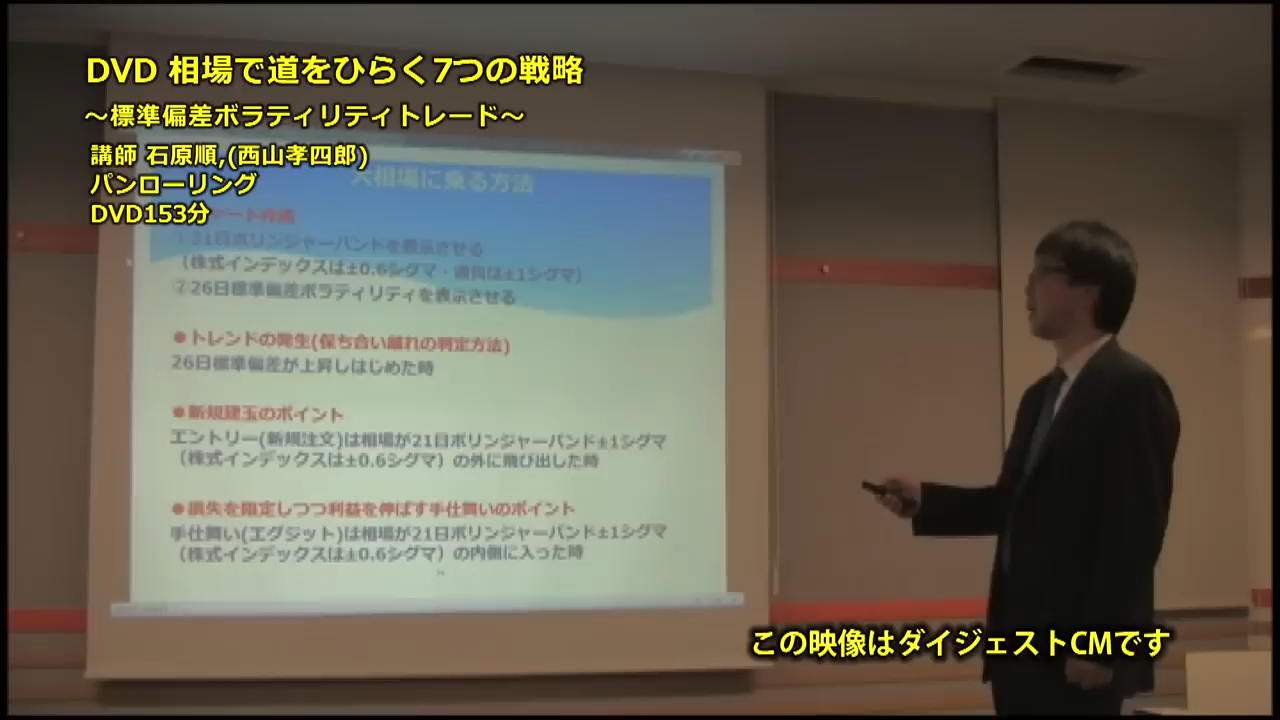 DVD 相場で道をひらく7つの戦略
～標準偏差ボラティリティトレード～
講師 石原順,(西山孝四郎)
パンローリング
DVD153分
大相場に乗る方法
ート作成
21日ボリンジャーバンドを表示させる
（株式インデックスは±0.6シグマ・通貨は±1シグマ）
②26日標準偏差ボラティリティを表示させる
●トレンドの発生(保ち合い離れの判定方法)
26日標準偏差が上昇しはじめた時
●新規建玉のポイント
エントリー(新規注文)は相場が21日ボリンジャーバンド±1シグマ
（株式インデックスは±0.6シグマ）の外に飛び出した時
●損失を限定しつつ利益を伸ばす手仕舞いのポイント
手仕舞い(エグジット)は相場が21日ボリンジャーバンド±1シグマ
（株式インデックスは±0.6シグマ）の内側に入った時
この映像はダイジェストCMです